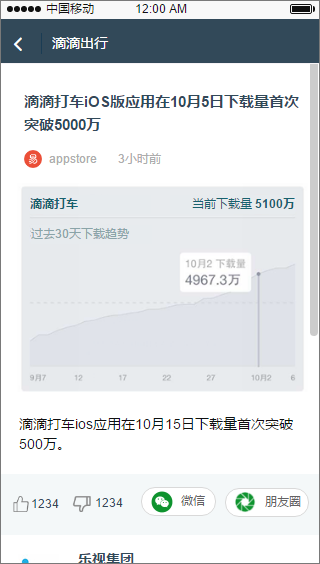 中国移动 12:00 AM
滴滴出行
滴滴打车iOS版应用在10月5日下载量首次
突破5000万
易 appstore 3小时前
滴滴打车 当前下载量 5100万
过去30天下载趋势
10月2 下载量
4967.3万
9月7 12 17 22 27 10月2 6
滴滴打车ios应用在10月15日下载量首次突破
500万。
1234 1234 微信 朋友圈
乐视集团